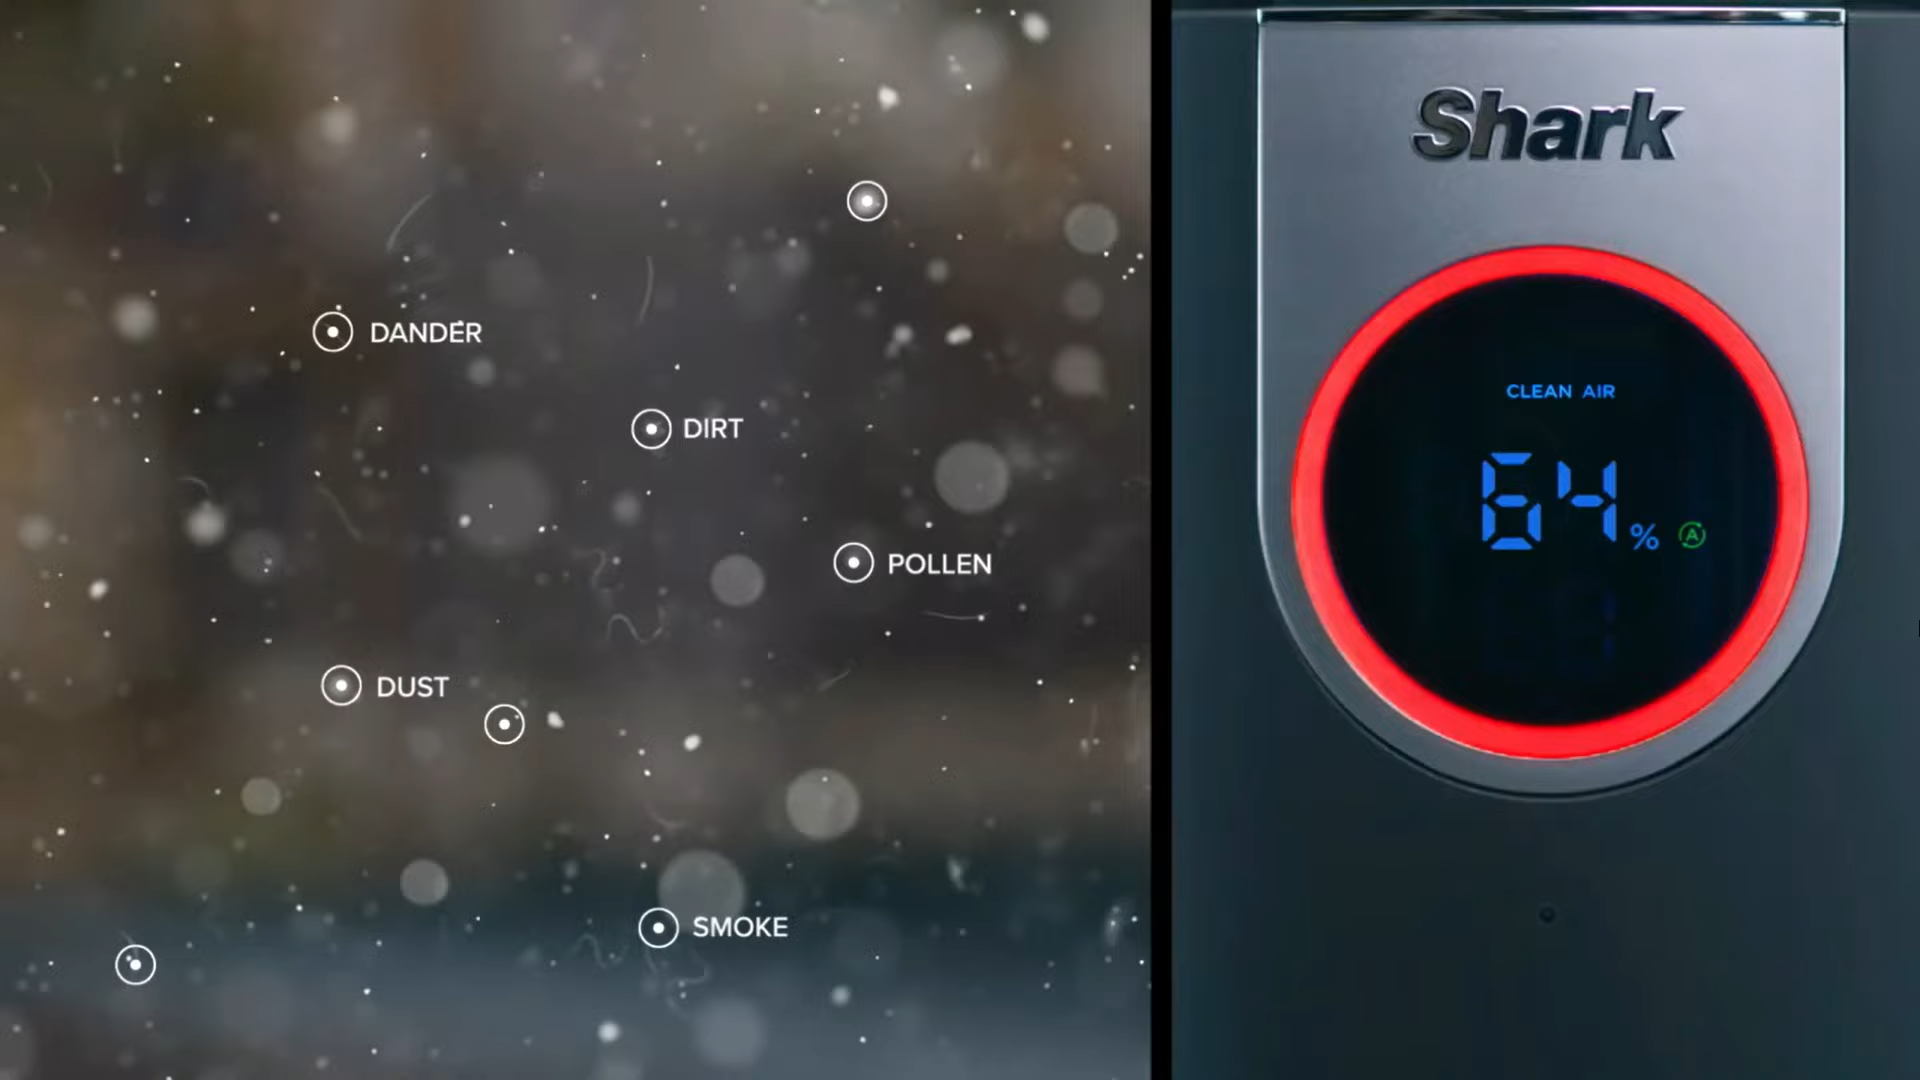 DANDER
DIRT
POLLEN
DUST
SMOKE
Shark
CLEAN AIR
64 % A